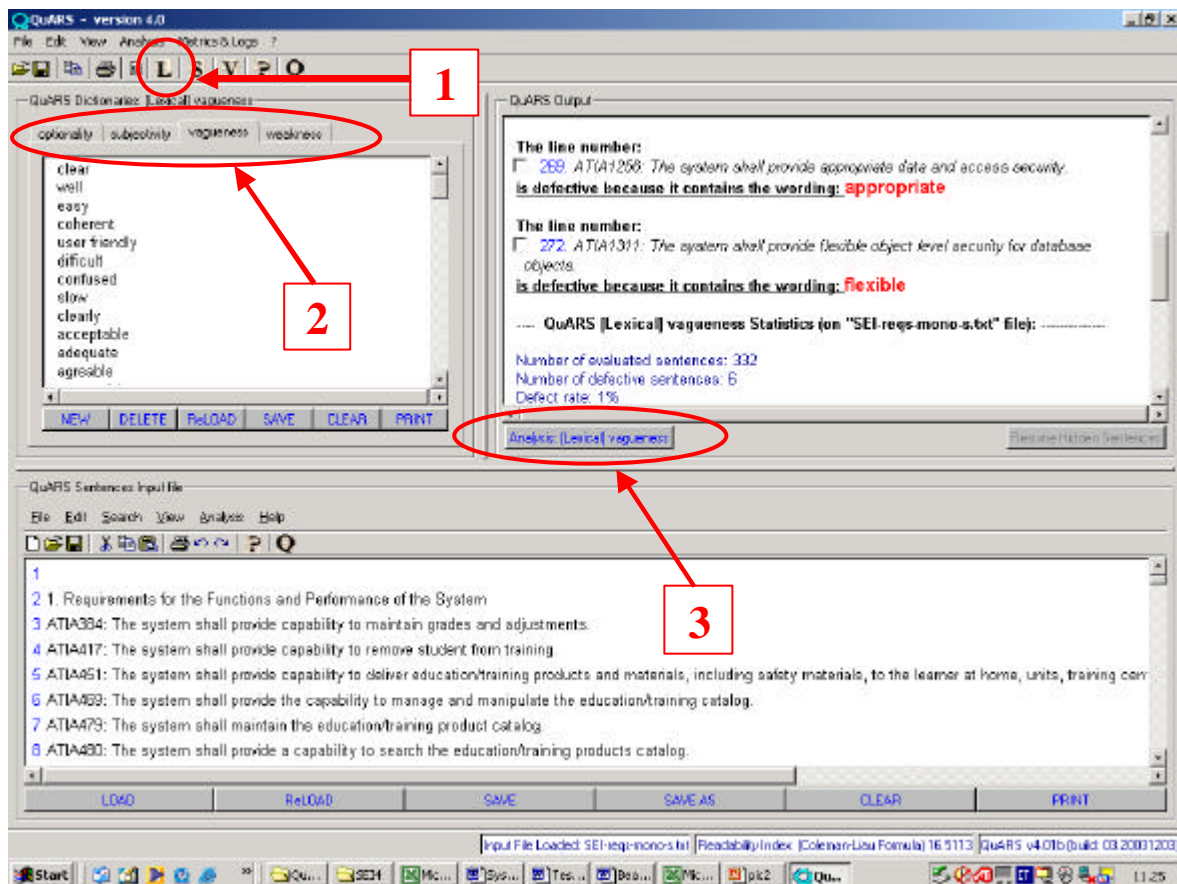 QuARS - version 4.0
File Edit View Analysis Metrics & Logs ?
L S V ? Q
1
QuARS Dictionaries: [Lexical] vagueness
optionality subjectivity vagueness weakness
clear
well
easy
coherent
user friendly
difficult
confused
slow
clearly
acceptable
adequate
agreable
NEW DELETE ReLOAD SAVE CLEAR PRINT
2
QuARS Output
The line number:
269. ATIA1256: The system shall provide appropriate data and access security.
is defective because it contains the wording: appropriate
The line number:
272. ATIA1311: The system shall provide flexible object level security for database
objects.
is defective because it contains the wording: flexible
---- QuARS [Lexical] vagueness Statistics (on "SEI-reqs-mono-s.txt" file): --------------
Number of evaluated sentences: 332
Number of defective sentences: 6
Defect rate: 1%
Analysis: [Lexical] vagueness
Resume Hidden Sentences
3
QuARS Sentences Input file
File Edit Search View Analysis Help
? Q
1
2 1. Requirements for the Functions and Performance of the System
3 ATIA384: The system shall provide capability to maintain grades and adjustments.
4 ATIA417: The system shall provide capability to remove student from training.
5 ATIA451: The system shall provide capability to deliver education/training products and materials, including safety materials, to the learner at home, units, training cen
6 ATIA469: The system shall provide the capability to manage and manipulate the education/training catalog.
7 ATIA479: The system shall maintain the education/training product catalog.
8 ATIA480: The system shall provide a capability to search the education/training products catalog.
LOAD ReLOAD SAVE SAVE AS CLEAR PRINT
Input File Loaded: SEI-reqs-mono-s.txt Readability Index: (Coleman-Liau Formula) 16.5113 QuARS v4.01b (build: 03.20031203)
Start Qu... SEI4 Mc... Sys... Tes... Beo... Mic... pic2 Qu... 11.25